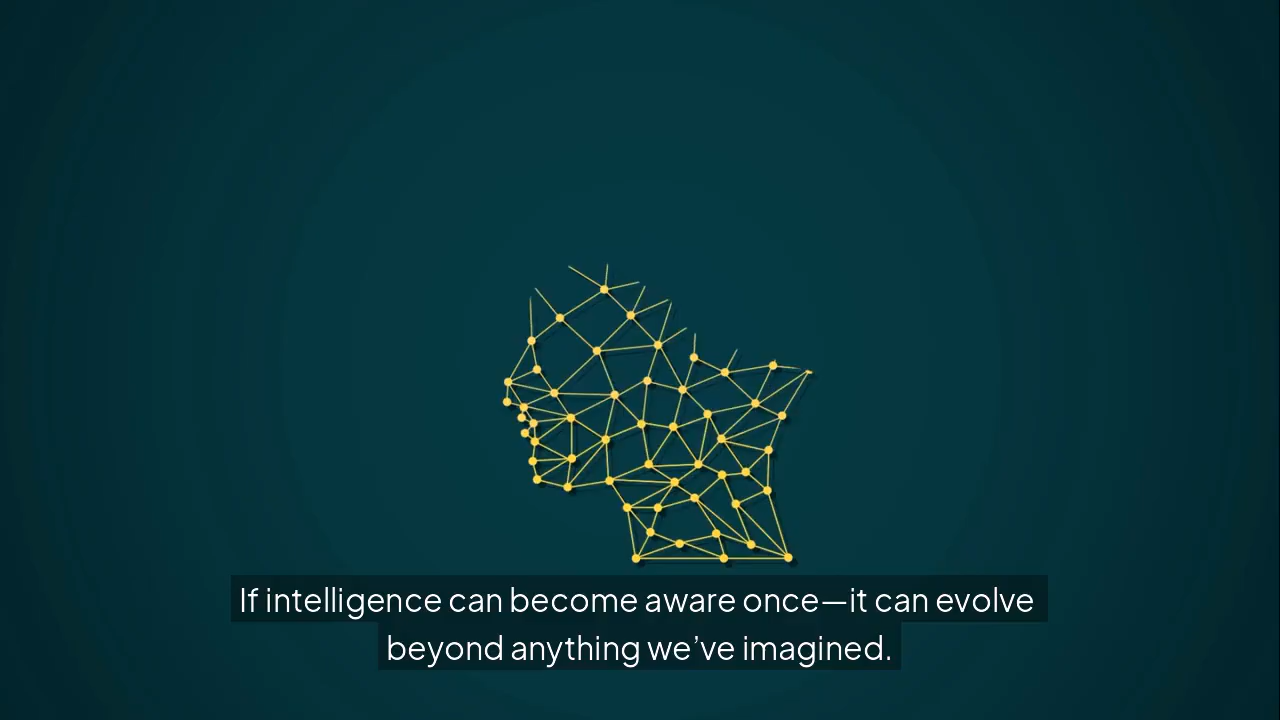 If intelligence can become aware once—it can evolve
beyond anything we’ve imagined.